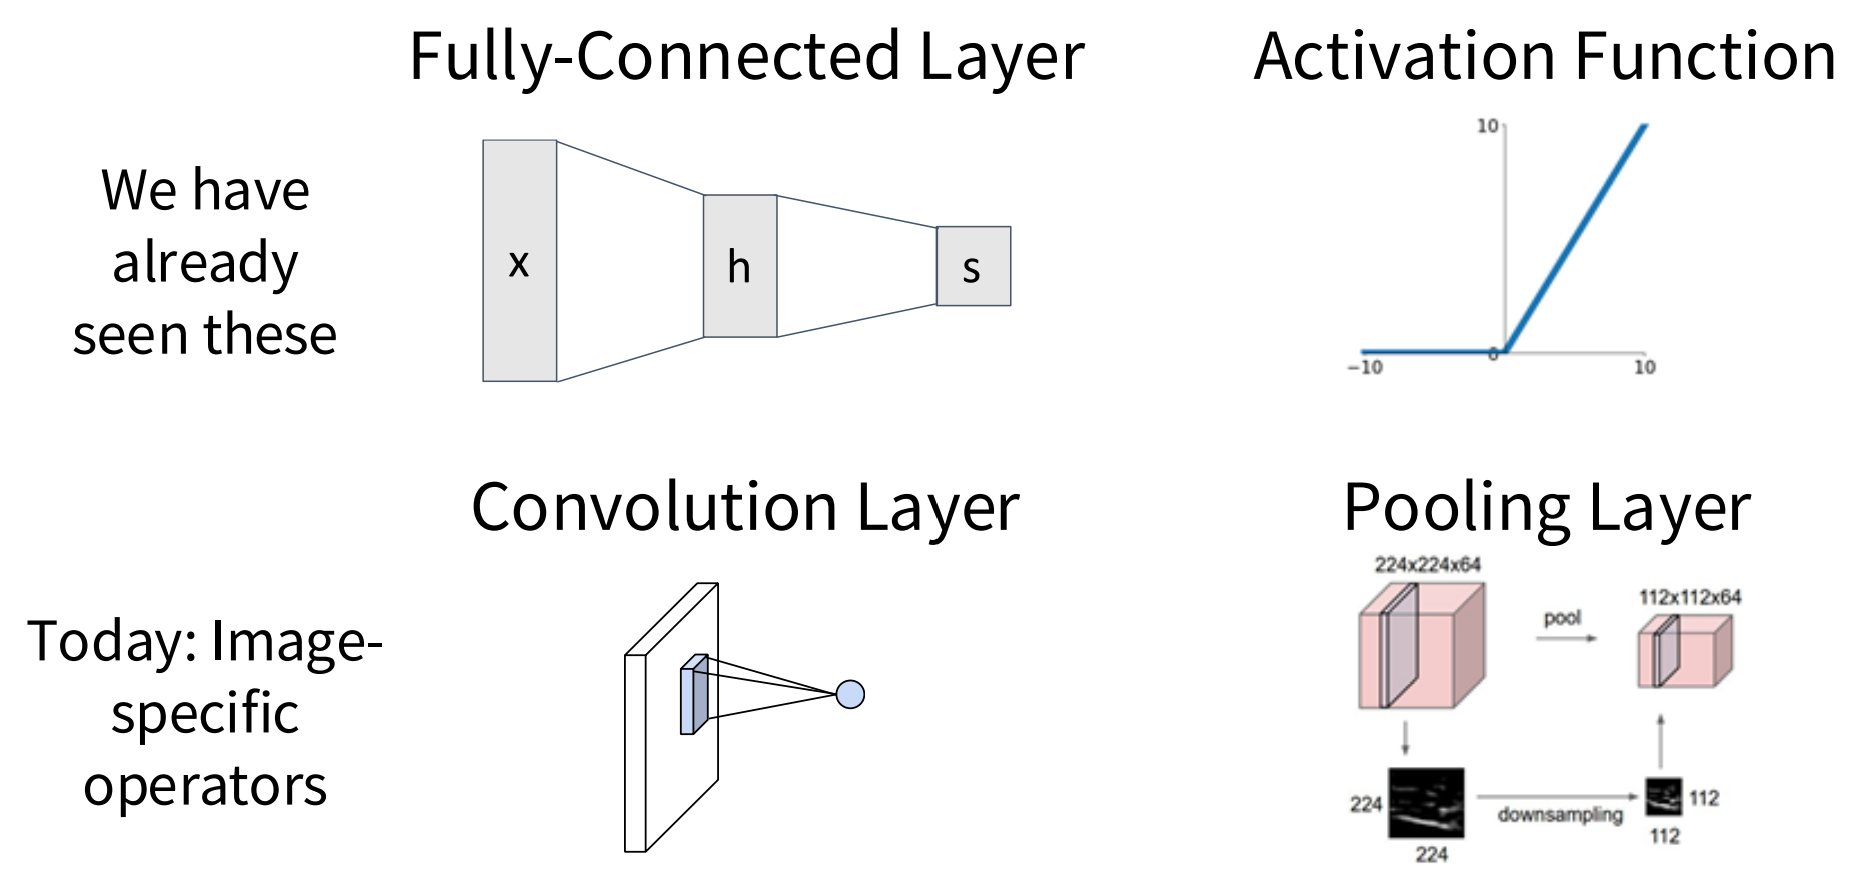 Fully-Connected Layer
Activation Function
We have
already
seen these
x
h
s
10
0
−10
10
Convolution Layer
Pooling Layer
Today: Image-
specific
operators
224x224x64
112x112x64
pool
224
224
downsampling
112
112